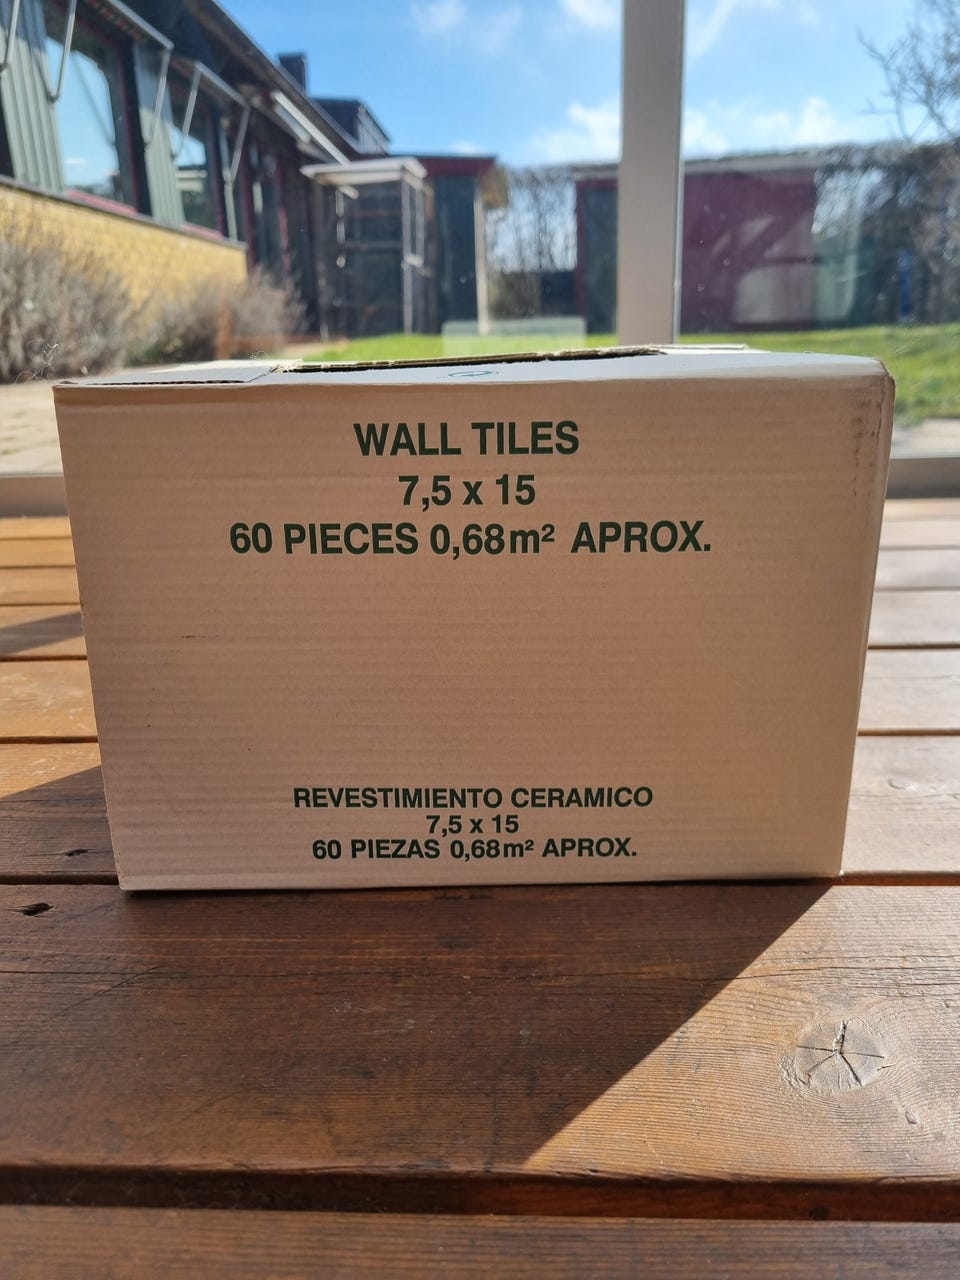 WALL TILES
7,5 x 15
60 PIECES 0,68m² APROX.
REVESTIMIENTO CERAMICO
7,5 x 15
60 PIEZAS 0,68m² APROX.